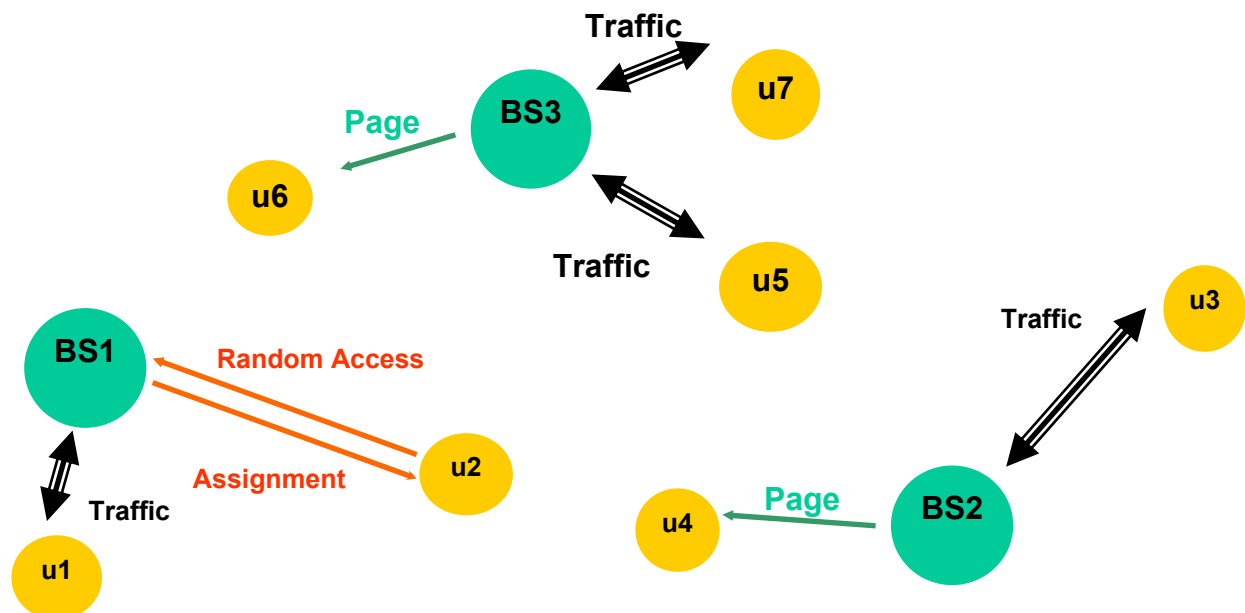 Traffic
u7
BS3
Page
u6
Traffic
u5
u3
Traffic
BS1
Random Access
u2
Assignment
Traffic
u1
Page
BS2
u4